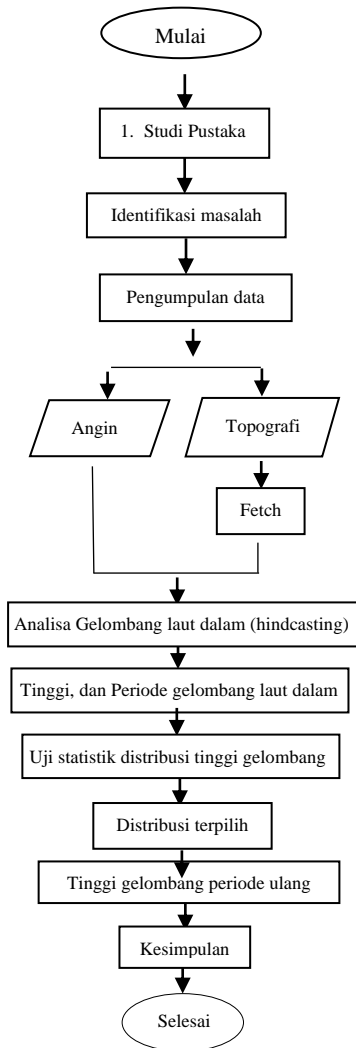 Mulai
1. Studi Pustaka
Identifikasi masalah
Pengumpulan data
Angin
Topografi
Fetch
Analisa Gelombang laut dalam (hindcasting)
Tinggi, dan Periode gelombang laut dalam
Uji statistik distribusi tinggi gelombang
Distribusi terpilih
Tinggi gelombang periode ulang
Kesimpulan
Selesai